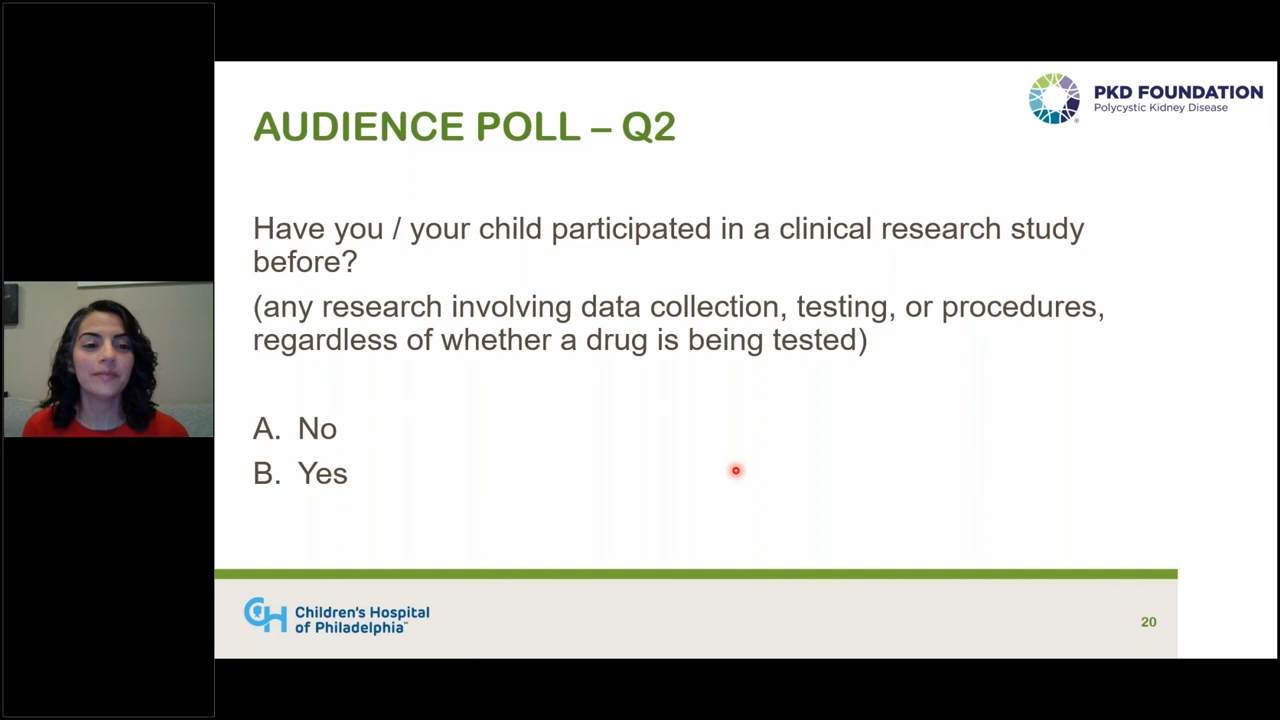 PKD FOUNDATION
Polycystic Kidney Disease
AUDIENCE POLL – Q2
Have you / your child participated in a clinical research study
before?
(any research involving data collection, testing, or procedures,
regardless of whether a drug is being tested)
A. No
B. Yes
CH Children's Hospital
of Philadelphia
20